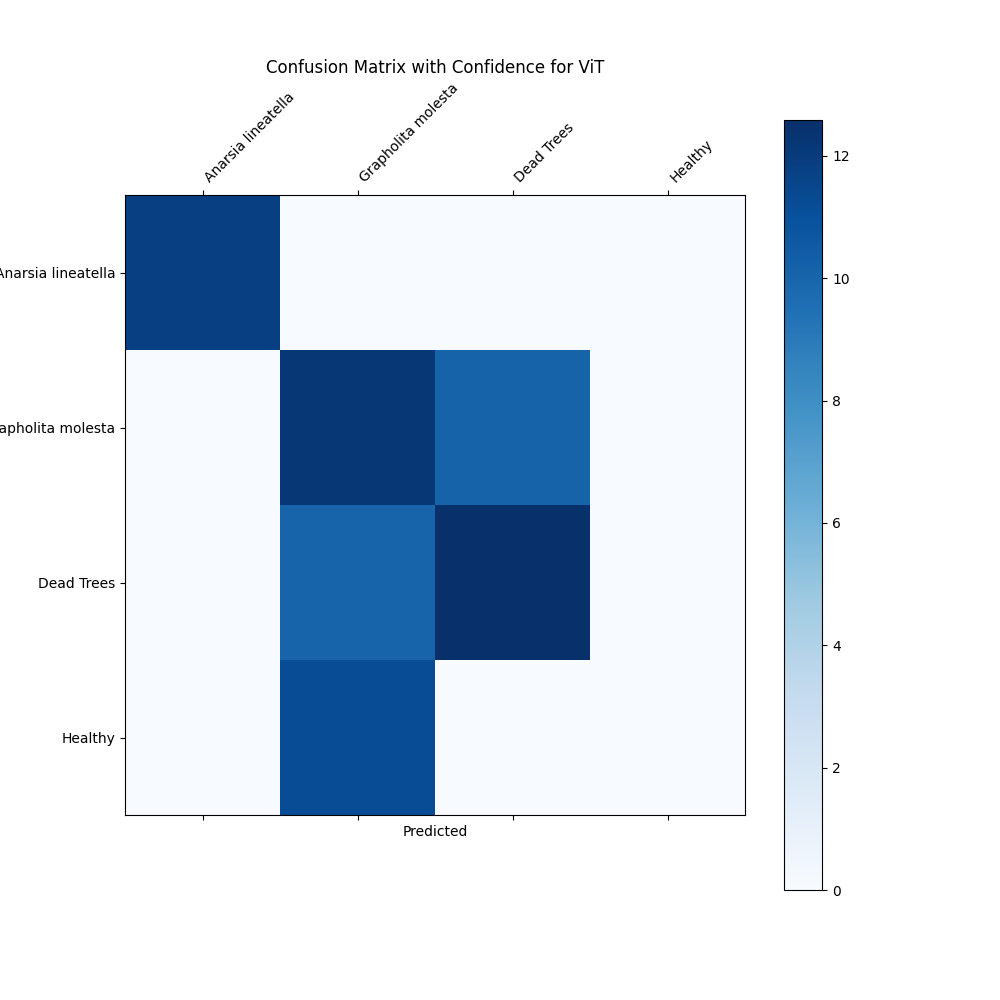 Confusion Matrix with Confidence for ViT
Anarsia lineatella
Grapholita molesta
Dead Trees
Healthy
Anarsia lineatella
apholita molesta
Dead Trees
Healthy
Predicted
12
10
8
6
4
2
0